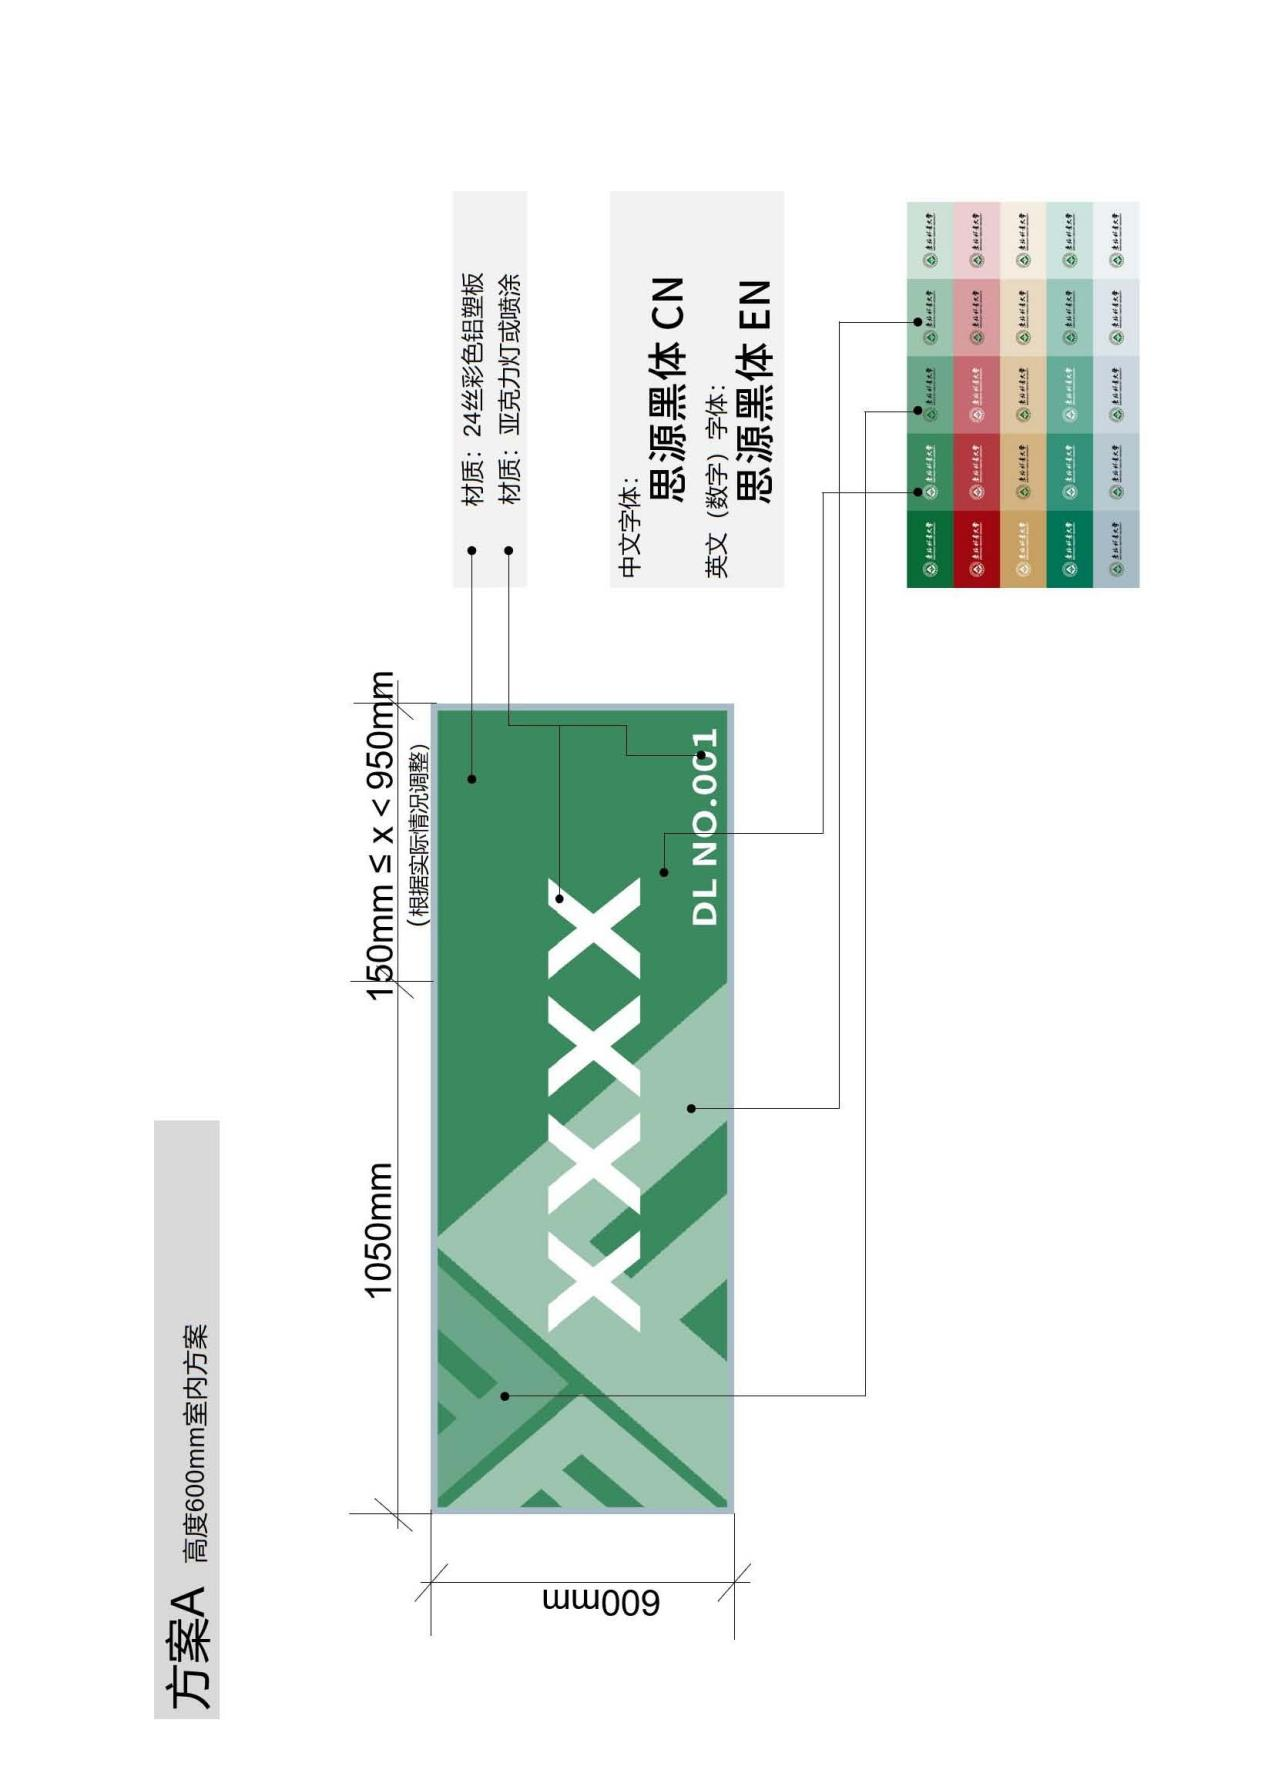 方案A 高度600mm室内方案
1050mm
150mm ≤ x < 950mm
（根据实际情况调整）
600mm
XXXX
DL NO.001
材质：24丝彩色铝塑板
材质：亚克力灯或喷涂
中文字体：
思源黑体 CN
英文（数字）字体：
思源黑体 EN